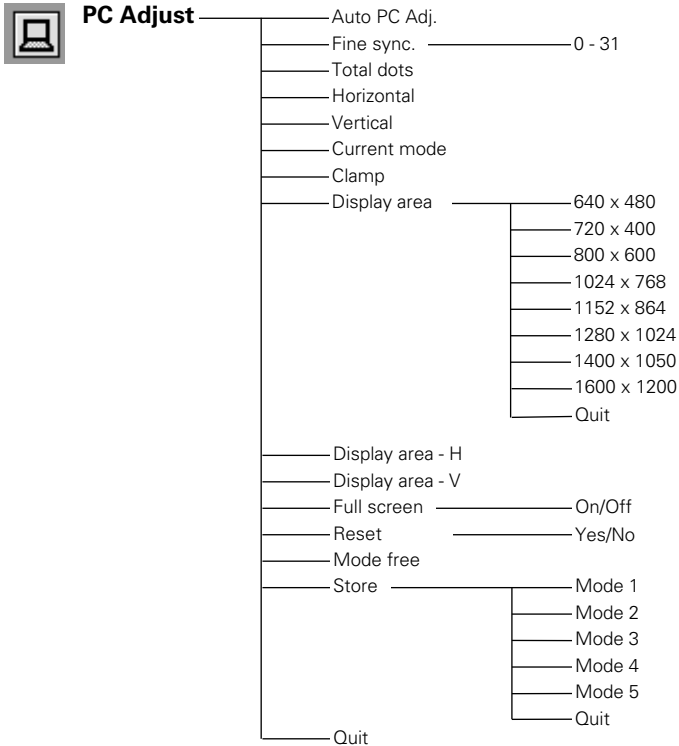 PC Adjust
Auto PC Adj.
Fine sync. 0 - 31
Total dots
Horizontal
Vertical
Current mode
Clamp
Display area 640 x 480
720 x 400
800 x 600
1024 x 768
1152 x 864
1280 x 1024
1400 x 1050
1600 x 1200
Quit
Display area - H
Display area - V
Full screen On/Off
Reset Yes/No
Mode free
Store Mode 1
Mode 2
Mode 3
Mode 4
Mode 5
Quit
Quit